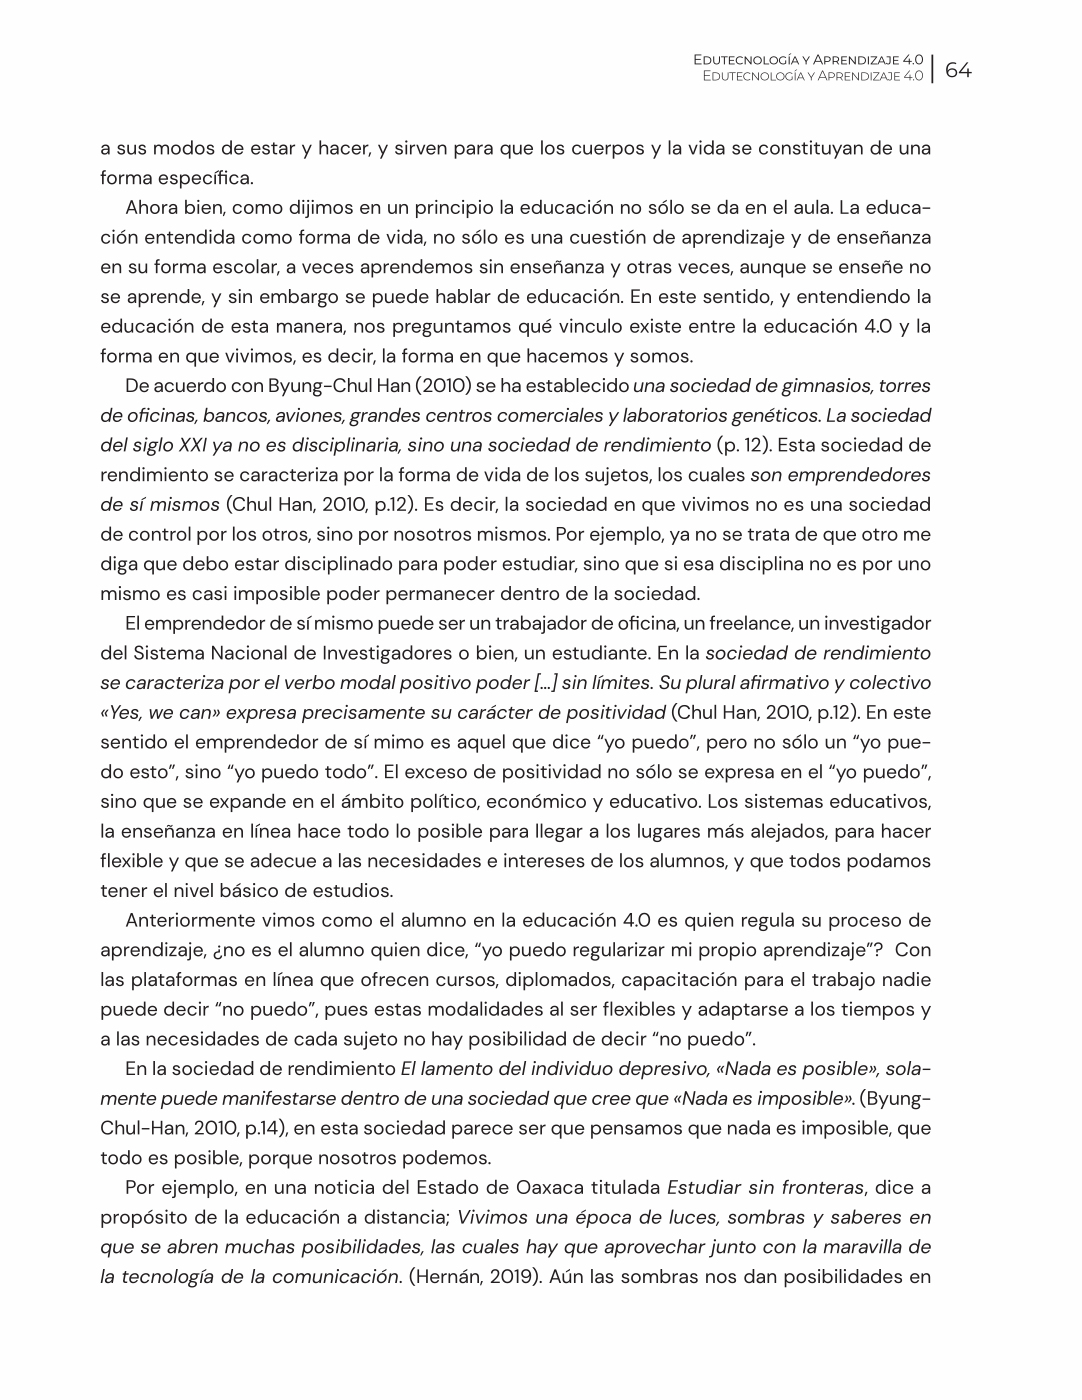 Edutecnología y Aprendizaje 4.0
Edutecnología y Aprendizaje 4.0
64
a sus modos de estar y hacer, y sirven para que los cuerpos y la vida se constituyan de una
forma específica.
Ahora bien, como dijimos en un principio la educación no sólo se da en el aula. La educa-
ción entendida como forma de vida, no sólo es una cuestión de aprendizaje y de enseñanza
en su forma escolar, a veces aprendemos sin enseñanza y otras veces, aunque se enseñe no
se aprende, y sin embargo se puede hablar de educación. En este sentido, y entendiendo la
educación de esta manera, nos preguntamos qué vinculo existe entre la educación 4.0 y la
forma en que vivimos, es decir, la forma en que hacemos y somos.
De acuerdo con Byung-Chul Han (2010) se ha establecido una sociedad de gimnasios, torres
de oficinas, bancos, aviones, grandes centros comerciales y laboratorios genéticos. La sociedad
del siglo XXI ya no es disciplinaria, sino una sociedad de rendimiento (p. 12). Esta sociedad de
rendimiento se caracteriza por la forma de vida de los sujetos, los cuales son emprendedores
de sí mismos (Chul Han, 2010, p.12). Es decir, la sociedad en que vivimos no es una sociedad
de control por los otros, sino por nosotros mismos. Por ejemplo, ya no se trata de que otro me
diga que debo estar disciplinado para poder estudiar, sino que si esa disciplina no es por uno
mismo es casi imposible poder permanecer dentro de la sociedad.
El emprendedor de sí mismo puede ser un trabajador de oficina, un freelance, un investigador
del Sistema Nacional de Investigadores o bien, un estudiante. En la sociedad de rendimiento
se caracteriza por el verbo modal positivo poder [...] sin límites. Su plural afirmativo y colectivo
«Yes, we can» expresa precisamente su carácter de positividad (Chul Han, 2010, p.12). En este
sentido el emprendedor de sí mimo es aquel que dice “yo puedo”, pero no sólo un “yo pue-
do esto”, sino “yo puedo todo”. El exceso de positividad no sólo se expresa en el “yo puedo”,
sino que se expande en el ámbito político, económico y educativo. Los sistemas educativos,
la enseñanza en línea hace todo lo posible para llegar a los lugares más alejados, para hacer
flexible y que se adecue a las necesidades e intereses de los alumnos, y que todos podamos
tener el nivel básico de estudios.
Anteriormente vimos como el alumno en la educación 4.0 es quien regula su proceso de
aprendizaje, ¿no es el alumno quien dice, “yo puedo regularizar mi propio aprendizaje”?  Con
las plataformas en línea que ofrecen cursos, diplomados, capacitación para el trabajo nadie
puede decir “no puedo”, pues estas modalidades al ser flexibles y adaptarse a los tiempos y
a las necesidades de cada sujeto no hay posibilidad de decir “no puedo”.
En la sociedad de rendimiento El lamento del individuo depresivo, «Nada es posible», sola-
mente puede manifestarse dentro de una sociedad que cree que «Nada es imposible». (Byung-
Chul-Han, 2010, p.14), en esta sociedad parece ser que pensamos que nada es imposible, que
todo es posible, porque nosotros podemos.
Por ejemplo, en una noticia del Estado de Oaxaca titulada Estudiar sin fronteras, dice a
propósito de la educación a distancia; Vivimos una época de luces, sombras y saberes en
que se abren muchas posibilidades, las cuales hay que aprovechar junto con la maravilla de
la tecnología de la comunicación. (Hernán, 2019). Aún las sombras nos dan posibilidades en